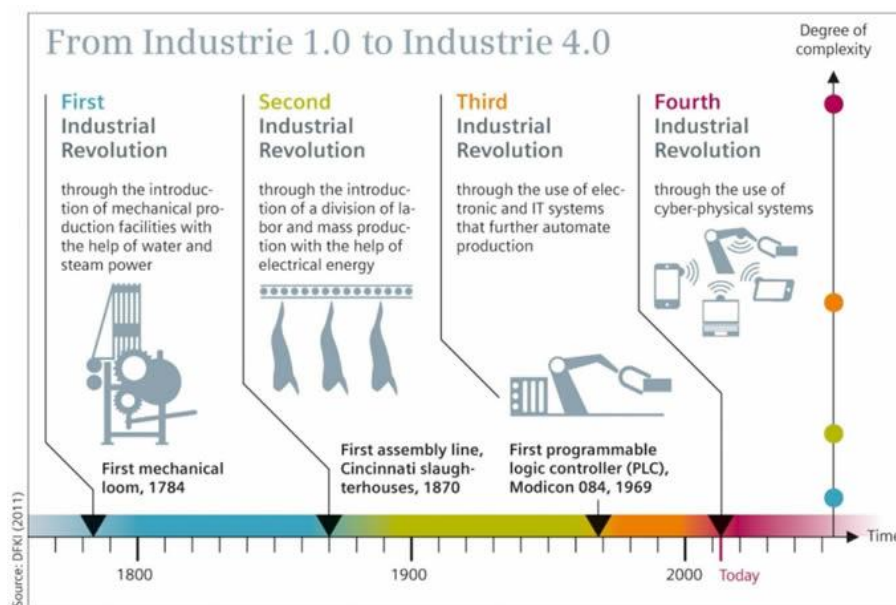 From Industrie 1.0 to Industrie 4.0
Degree of
complexity
First
Industrial
Revolution
through the introduc-
tion of mechanical pro-
duction facilities with
the help of water and
steam power
Second
Industrial
Revolution
through the introduc-
tion of a division of la-
bor and mass produc-
tion with the help of
electrical energy
Third
Industrial
Revolution
through the use of elec-
tronic and IT systems
that further automate
production
Fourth
Industrial
Revolution
through the use of
cyber-physical systems
First mechanical
loom, 1784
First assembly line,
Cincinnati slaugh-
terhouses, 1870
First programmable
logic controller (PLC),
Modicon 084, 1969
Time
1800
1900
2000
Today
Source: DFKI (2011)